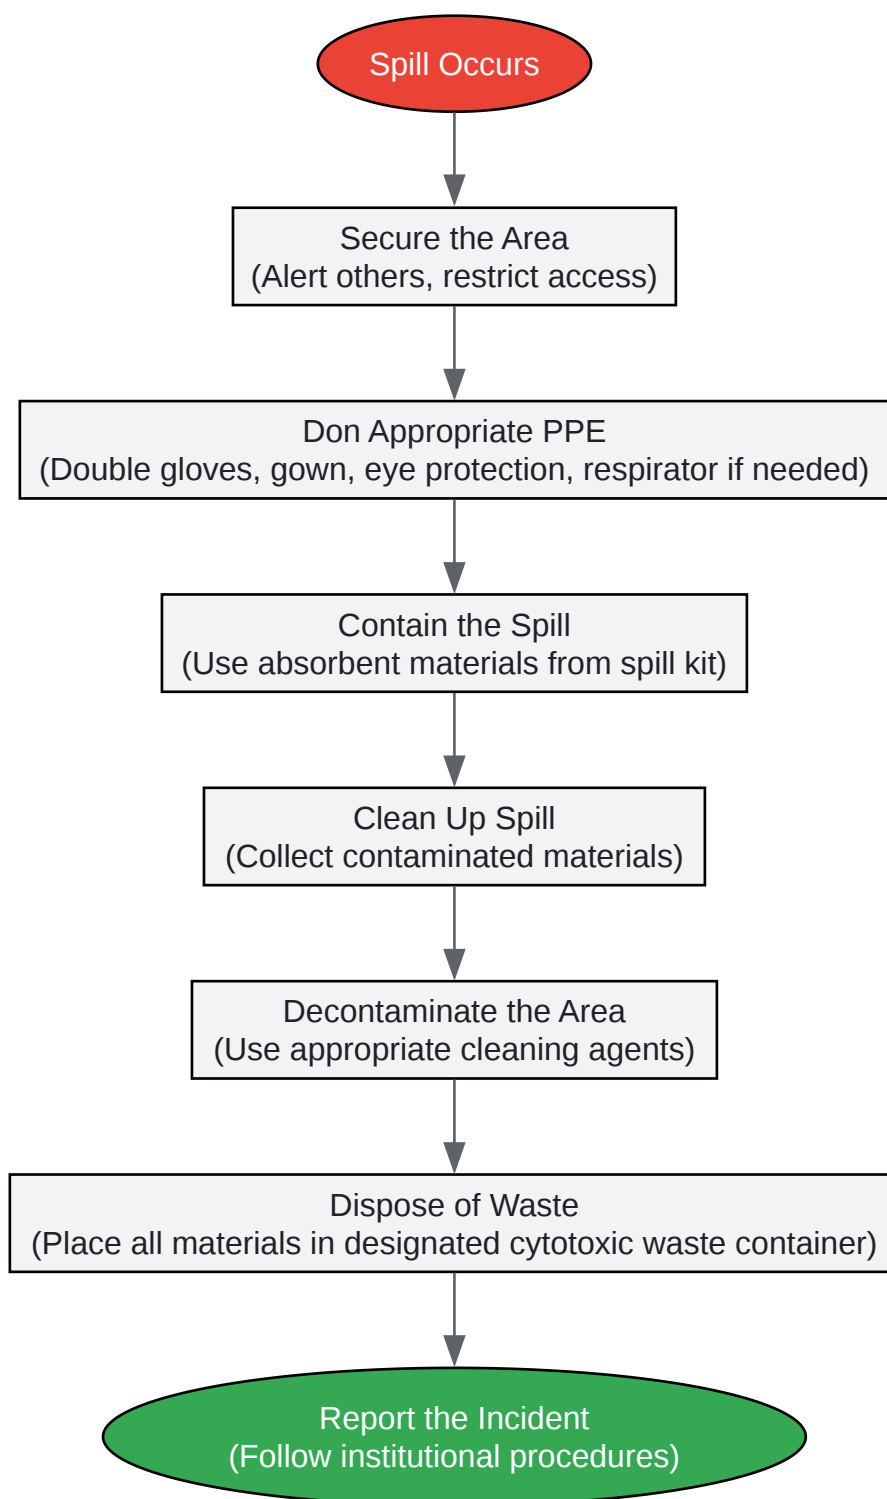 Spill Occurs
Secure the Area
(Alert others, restrict access)
Don Appropriate PPE
(Double gloves, gown, eye protection, respirator if needed)
Contain the Spill
(Use absorbent materials from spill kit)
Clean Up Spill
(Collect contaminated materials)
Decontaminate the Area
(Use appropriate cleaning agents)
Dispose of Waste
(Place all materials in designated cytotoxic waste container)
Report the Incident
(Follow institutional procedures)